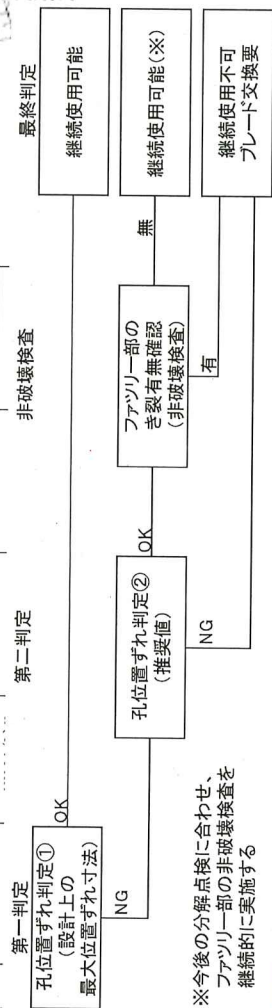 第一判定
第二判定
非破壊検査
最終判定
孔位置ずれ判定①
(設計上の
最大位置ずれ寸法)
OK
継続使用可能
NG
孔位置ずれ判定②
(推奨値)
OK
ファツリー部の
き裂有無確認
(非破壊検査)
無
継続使用可能(※)
NG
有
継続使用不可
ブレード交換要
※今後の分解点検に合わせ、
ファツリー部の非破壊検査を
継続的に実施する